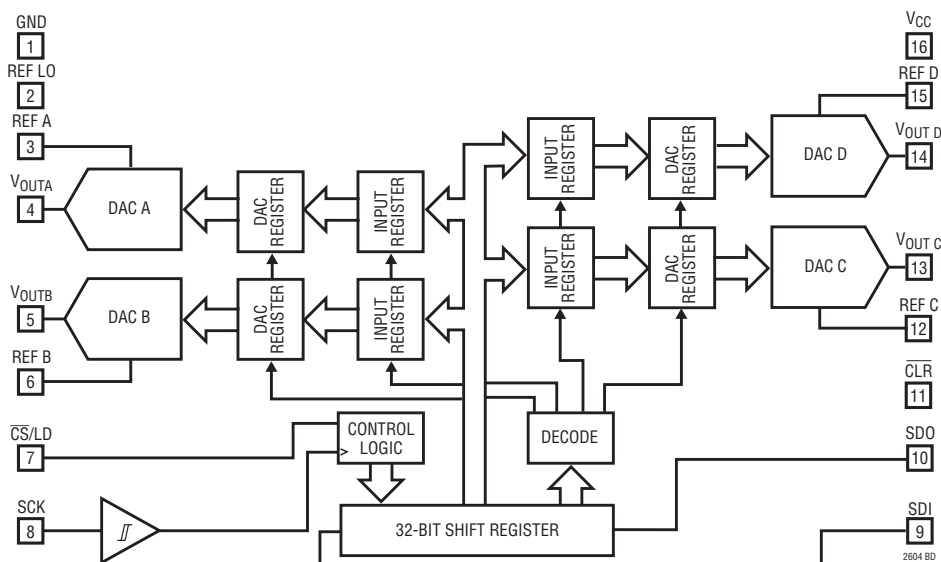 GND
1
REF LO
2
REF A
3
VOUTA
4
VOUTB
5
REF B
6
CS/LD
7
SCK
8
DAC A
DAC B
DAC
REGISTER
INPUT
REGISTER
DAC
REGISTER
INPUT
REGISTER
CONTROL
LOGIC
>
32-BIT SHIFT REGISTER
DECODE
INPUT
REGISTER
DAC
REGISTER
INPUT
REGISTER
DAC
REGISTER
DAC D
DAC C
VCC
16
REF D
15
VOUT D
14
VOUT C
13
REF C
12
CLR
11
SDO
10
SDI
9
2604 BD